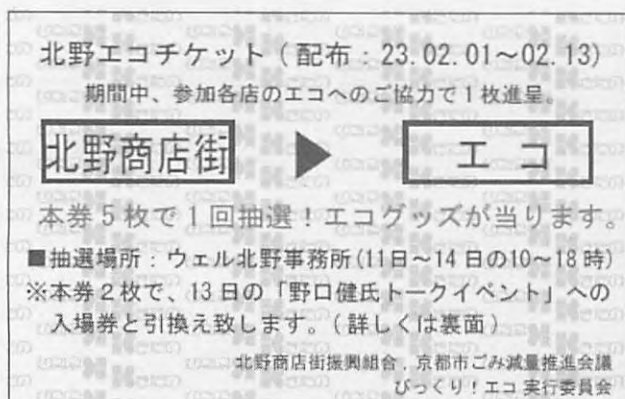 北野エコチケット（配布：23.02.01～02.13）
期間中、参加各店のエコへのご協力で1枚進呈。
北野商店街 ▶ エコ
本券5枚で1回抽選！エコグッズが当ります。
■抽選場所：ウェル北野事務所(11日～14日の10～18時)
※本券2枚で、13日の「野口健氏トークイベント」への
入場券と引換え致します。(詳しくは裏面)
北野商店街振興組合，京都市ごみ減量推進会議
びっくり！エコ 実行委員会